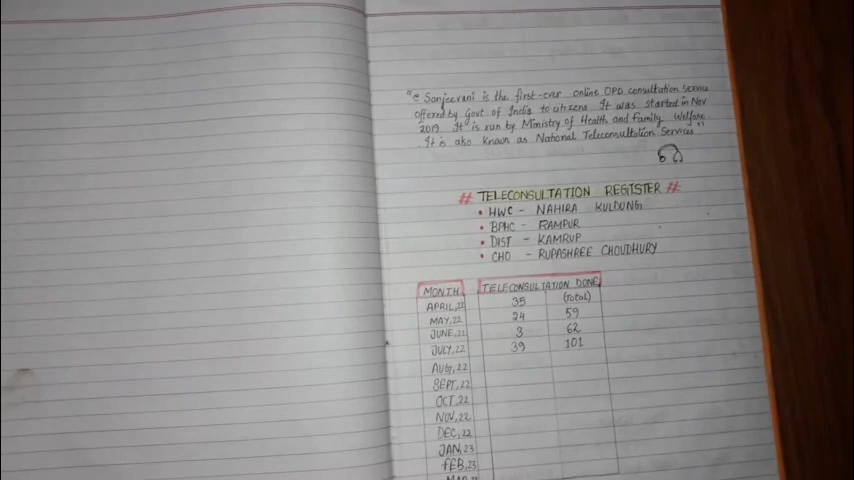 "e Sanjeevani is the first-ever online OPD consultation service
offered by Govt of India to citizens. It was started in Nov
2019. It is run by Ministry of Health and Family Welfare
. It is also known as National Teleconsultation Services"
# TELECONSULTATION REGISTER #
• HWC - NAHIRA KULDUNG
• BPHC - RAMPUR
• DIST - KAMRUP
• CHO - RUPASHREE CHOUDHURY
MONTH TELECONSULTATION DONE
APRIL,22 35 (Total)
MAY,22 24 59
JUNE,22 3 62
JULY,22 39 101
AUG,22
SEPT,22
OCT,22
NOV,22
DEC,22
JAN,23
FEB,23